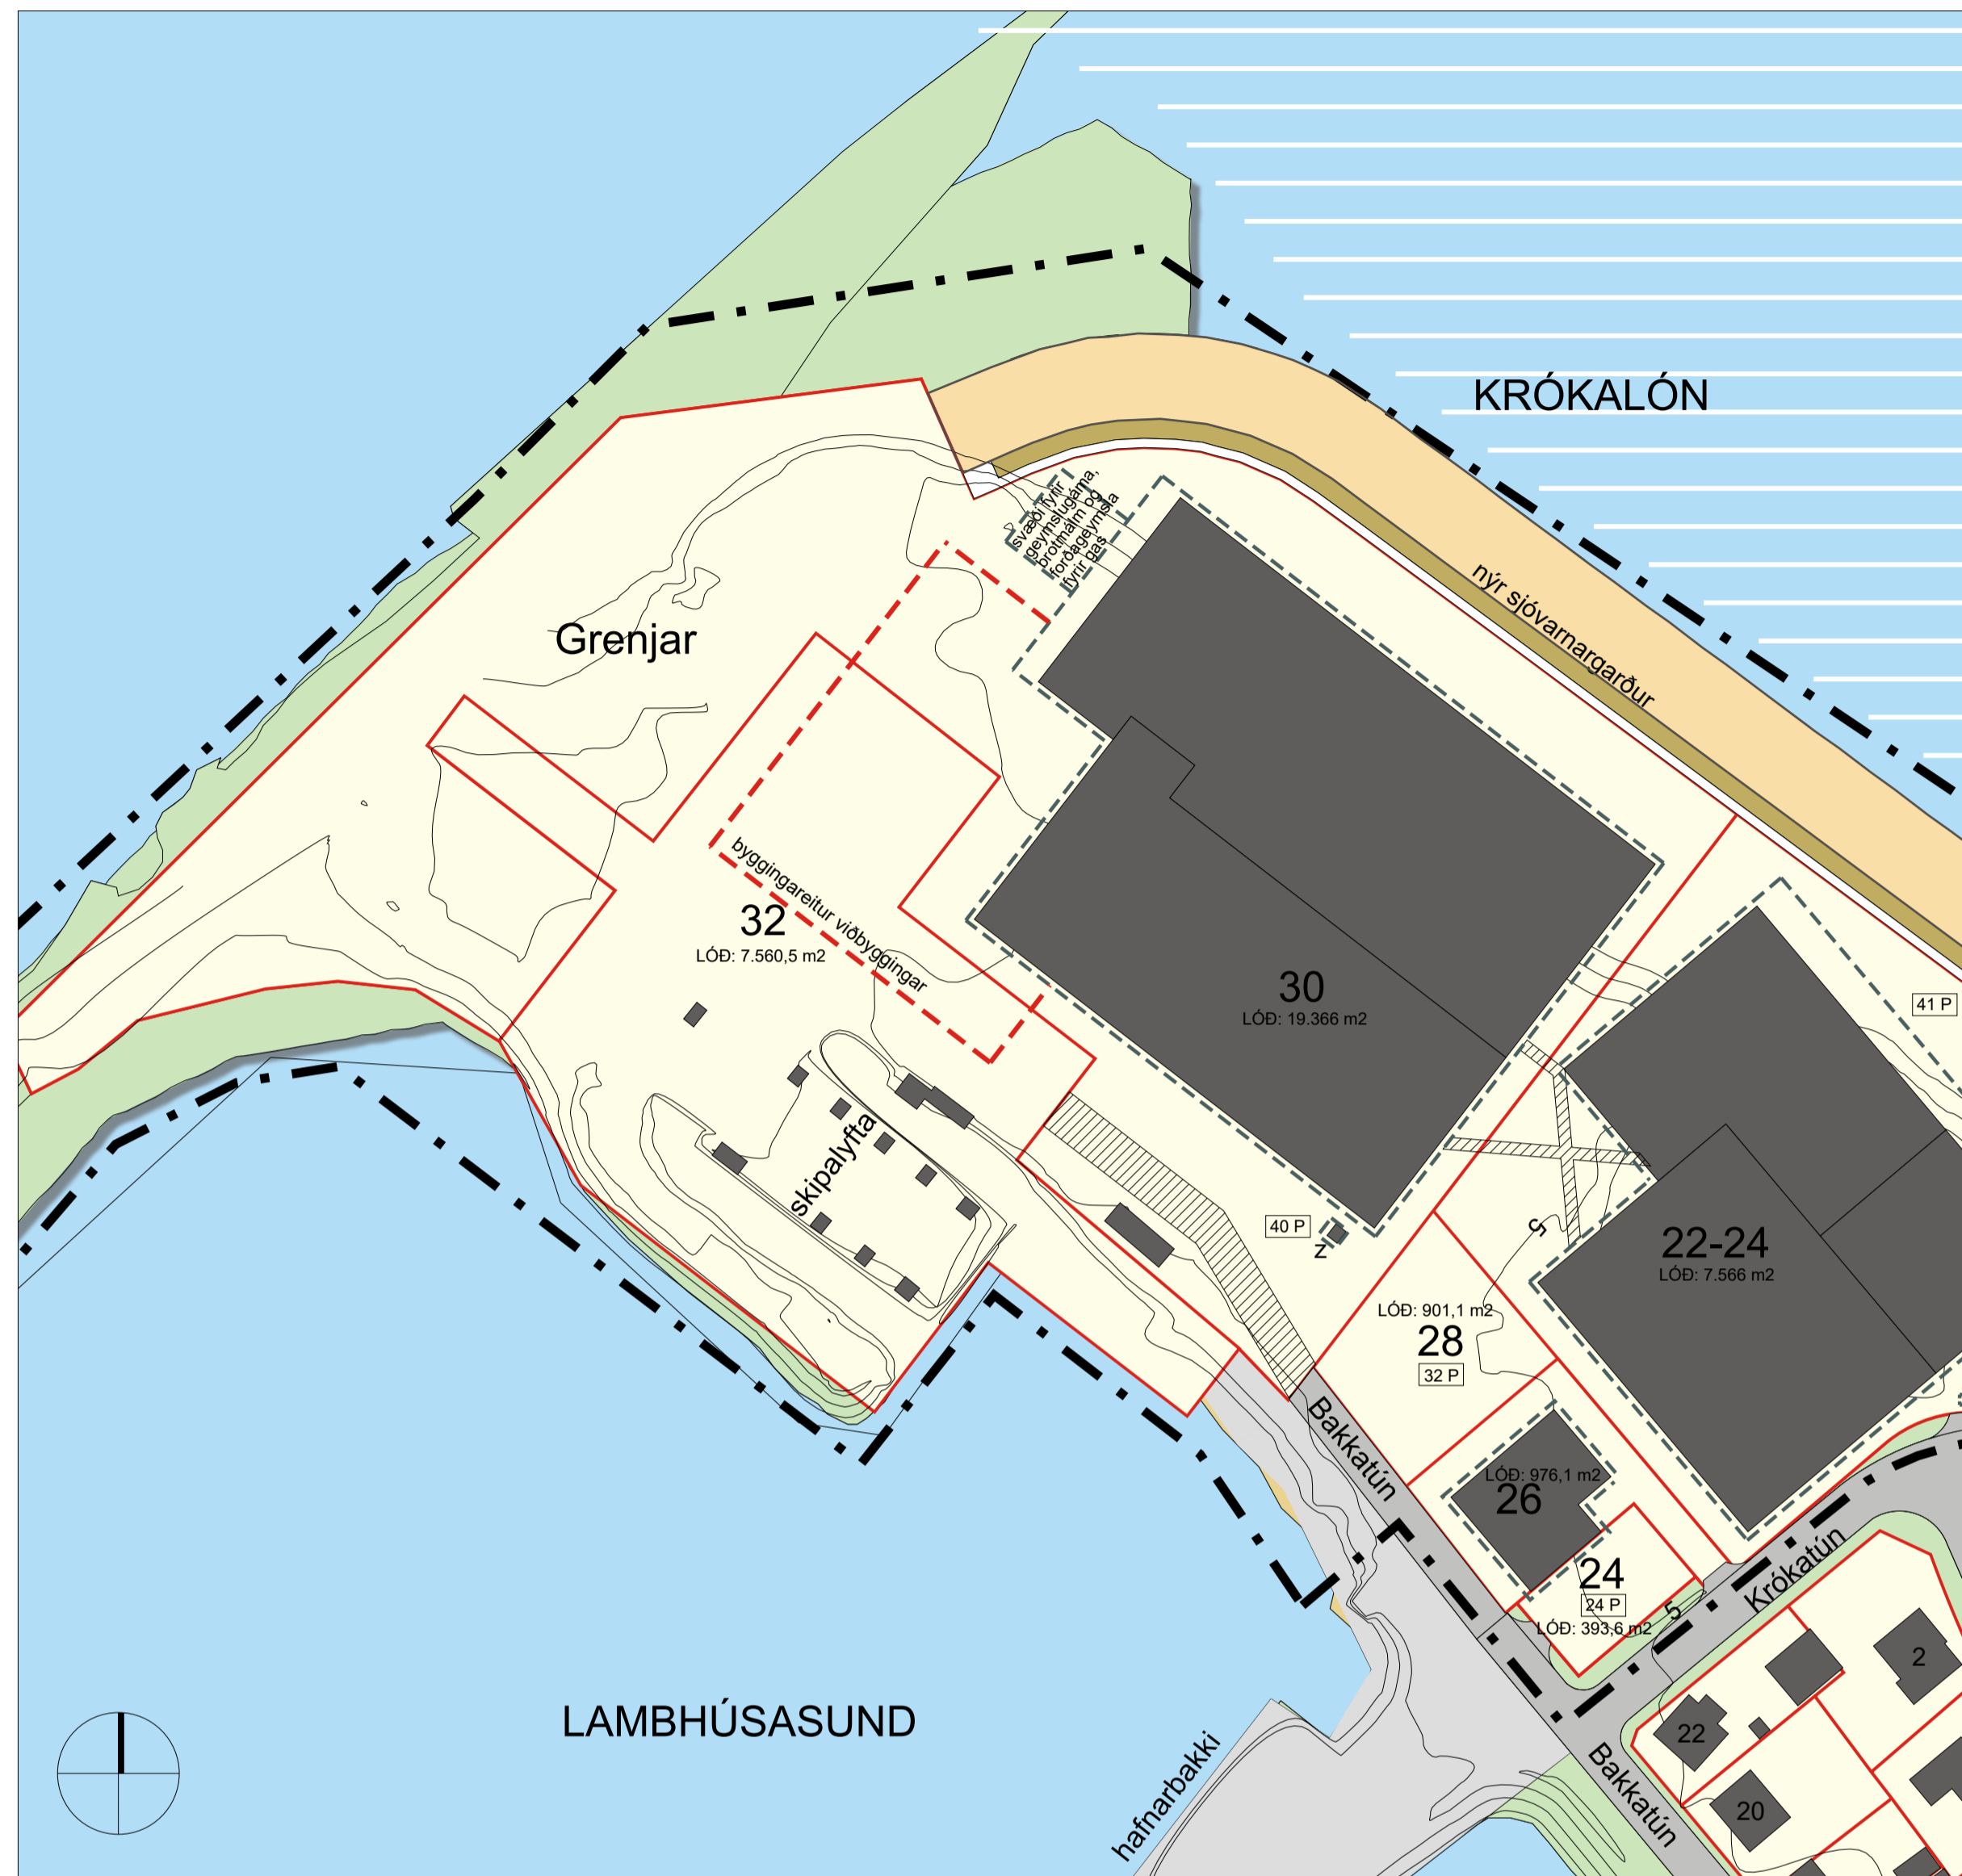 KRÓKALÓN
svæði fyrir
geymslugáma,
brotmálm og
forðageymsla
fyrir gas
nýr sjóvarnargarður
Grenjar
byggingareitur viðbyggingar
32
LÓÐ: 7.560,5 m2
30
LÓÐ: 19.366 m2
41 P
skipalyfta
40 P
z
5
22-24
LÓÐ: 7.566 m2
LÓÐ: 901,1 m2
28
32 P
Bakkatún
LÓÐ: 976,1 m2
26
24
24 P
LÓÐ: 393,6 m2
5
Krókatún
2
22
20
Bakkatún
LAMBHÚSASUND
hafnarbakki